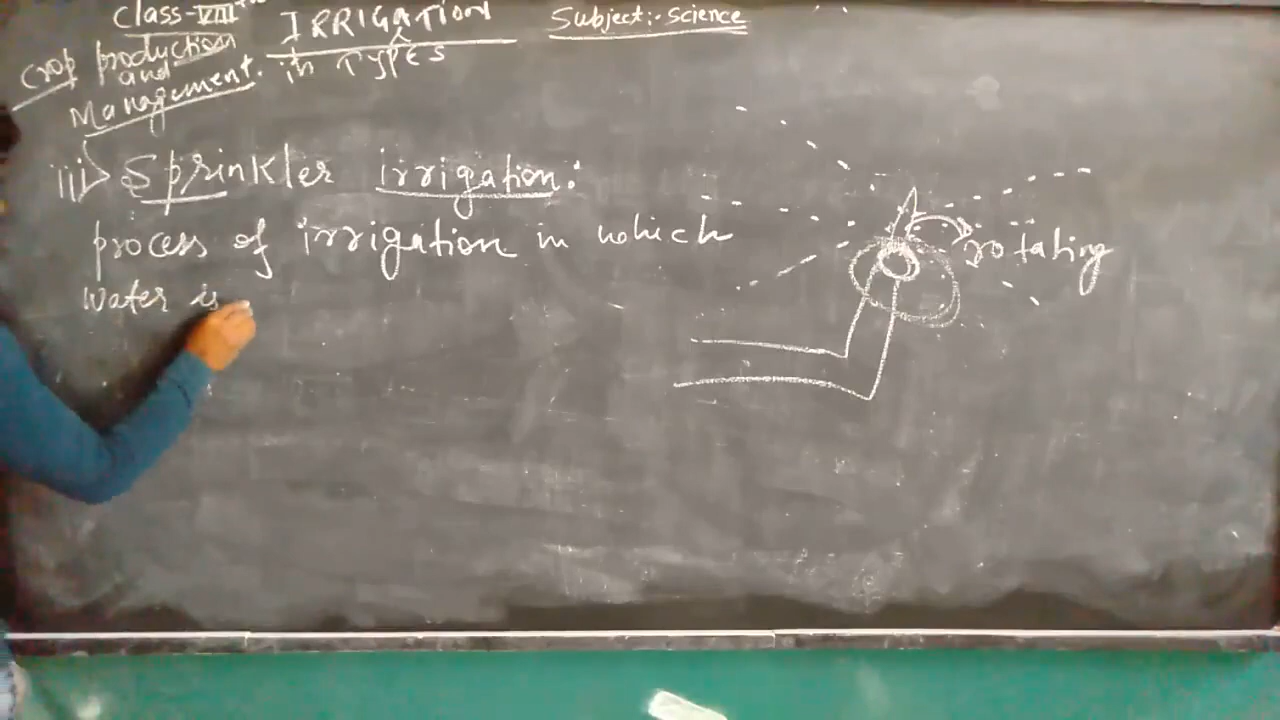 Class-VIII
IRRIGATION
Subject:- Science
Crop production
and
Management.
in TYPES
iii> Sprinkler irrigation:
process of irrigation in which
water is
rotating